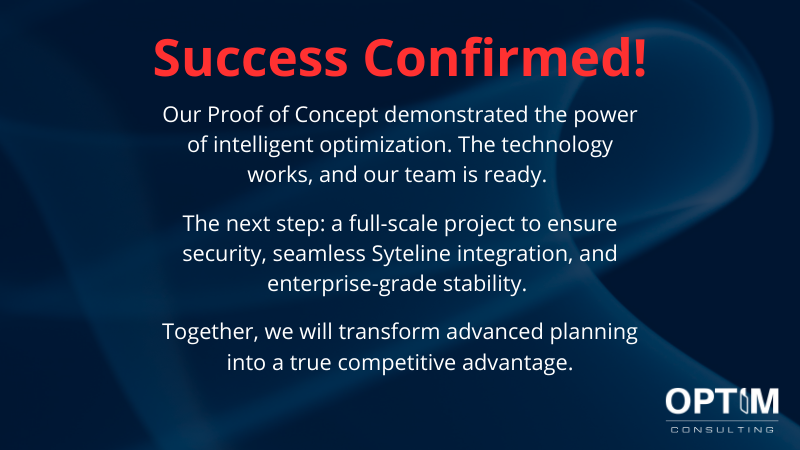 Success Confirmed!
Our Proof of Concept demonstrated the power
of intelligent optimization. The technology
works, and our team is ready.
The next step: a full-scale project to ensure
security, seamless Syteline integration, and
enterprise-grade stability.
Together, we will transform advanced planning
into a true competitive advantage.
OPTIM
CONSULTING